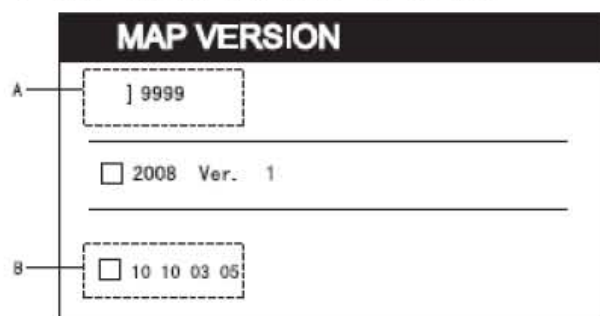 MAP VERSION
A
] 9999
□ 2008 Ver. 1
B
□ 10 10 03 05